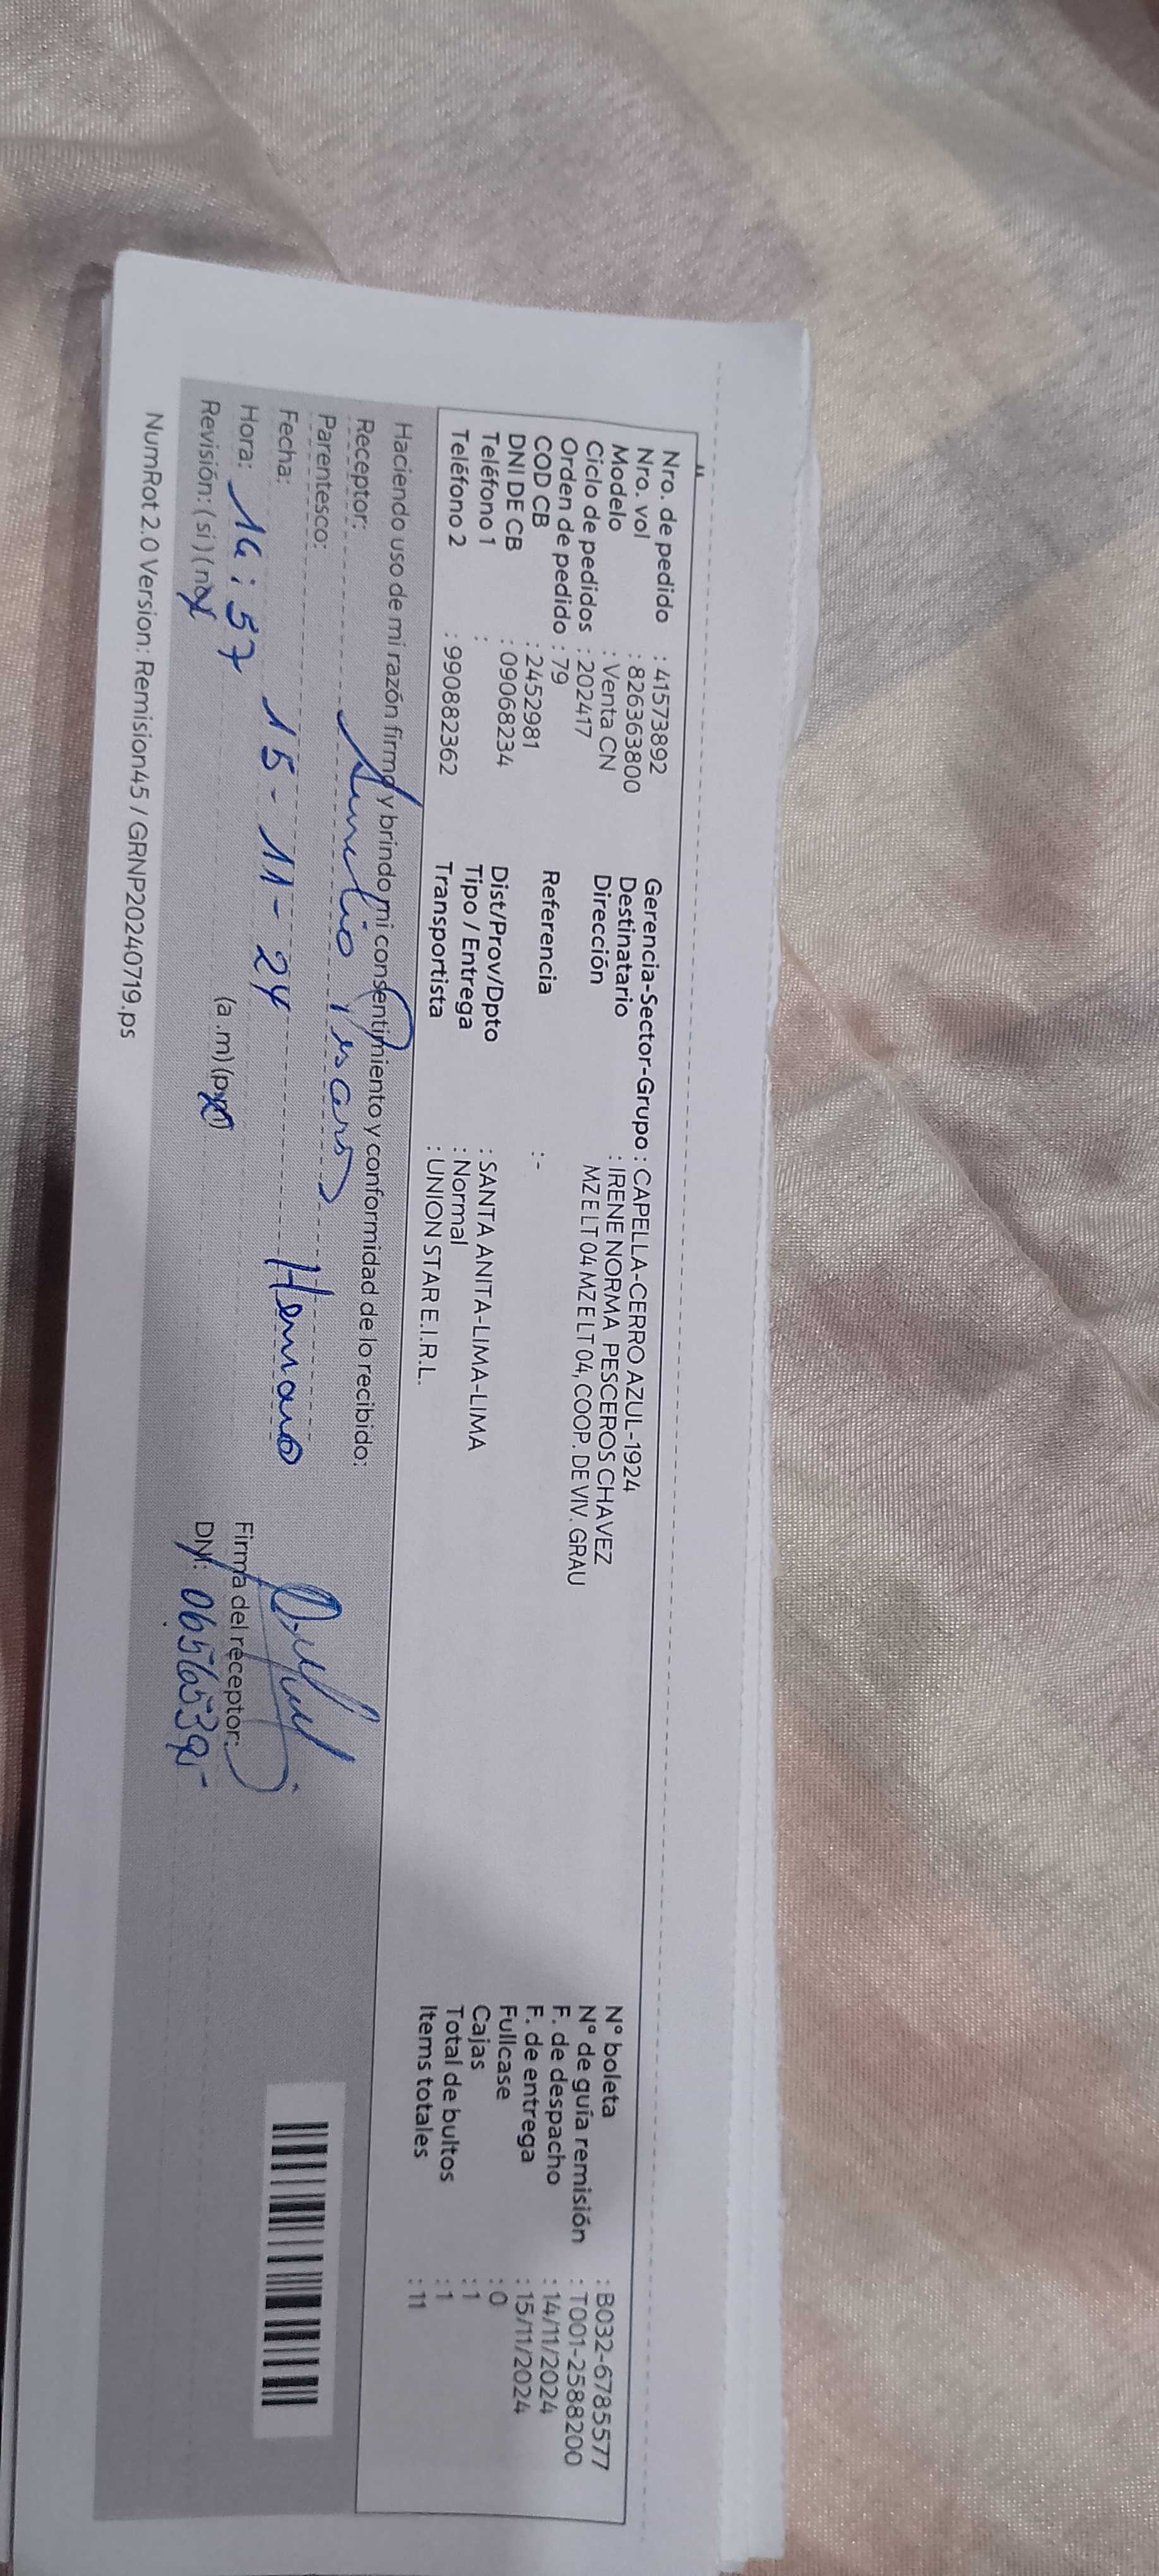 Nro. de pedido : 41573892
Nro. vol : 826363800
Modelo : Venta CN
Ciclo de pedidos : 202417
Orden de pedido : 79
COD CB : 2452981
DNI DE CB : 09068234
Teléfono 1 :
Teléfono 2 : 990882362
Gerencia-Sector-Grupo : CAPELLA-CERRO AZUL-1924
Destinatario : IRENE NORMA PESCEROS CHAVEZ
Dirección MZ E LT 04 MZ E LT 04, COOP. DE VIV. GRAU
Referencia :-
Dist/Prov/Dpto : SANTA ANITA-LIMA-LIMA
Tipo / Entrega : Normal
Transportista : UNION STAR E.I.R.L.
N° boleta : B032-6785577
N° de guía remisión : T001-2588200
F. de despacho : 14/11/2024
F. de entrega : 15/11/2024
Fullcase : 0
Cajas : 1
Total de bultos : 1
Items totales : 11
Haciendo uso de mi razón firmo y brindo mi consentimiento y conformidad de lo recibido:
Receptor:
Parentesco: Hermano
Fecha: 15-11-24
Hora: 16:57 (a.m)(p.m)
Revisión: (si)(no)
Firma del receptor:
DNI:
NumRot 2.0 Version: Remision45 / GRNP20240719.ps